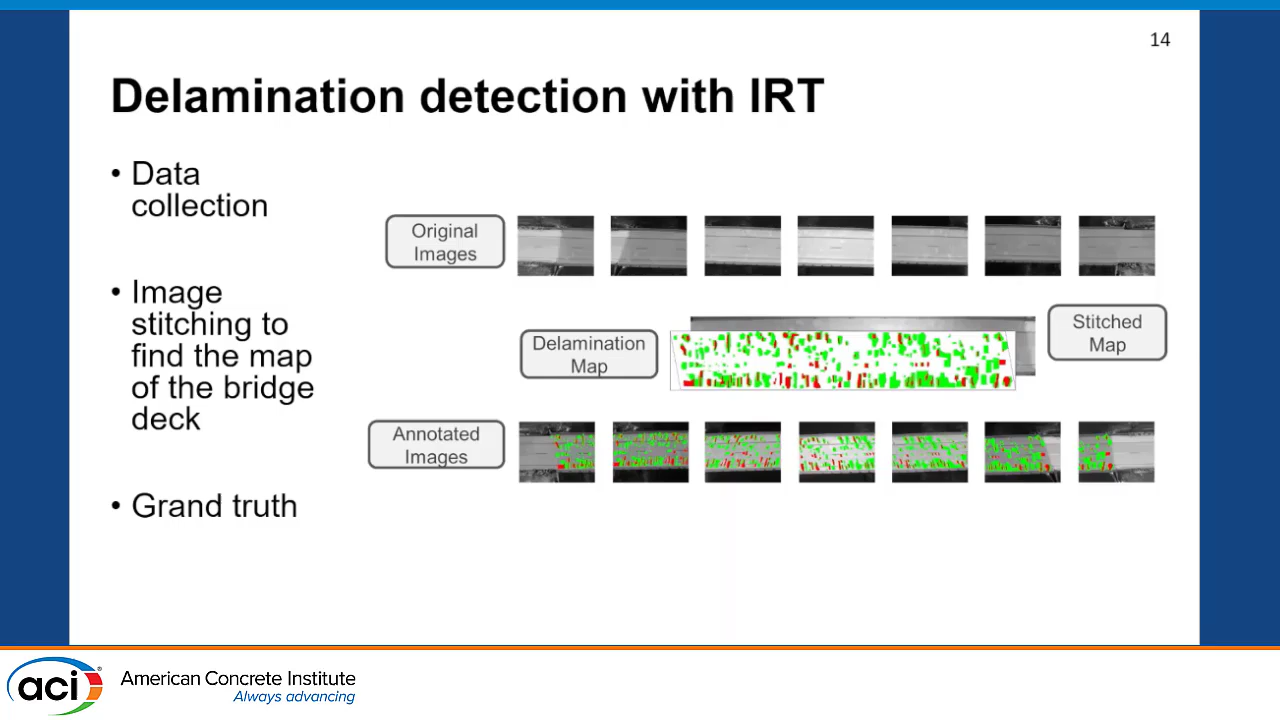 14
Delamination detection with IRT
• Data
collection
• Image
stitching to
find the map
of the bridge
deck
• Grand truth
Original
Images
Delamination
Map
Stitched
Map
Annotated
Images
aci®
American Concrete Institute
Always advancing